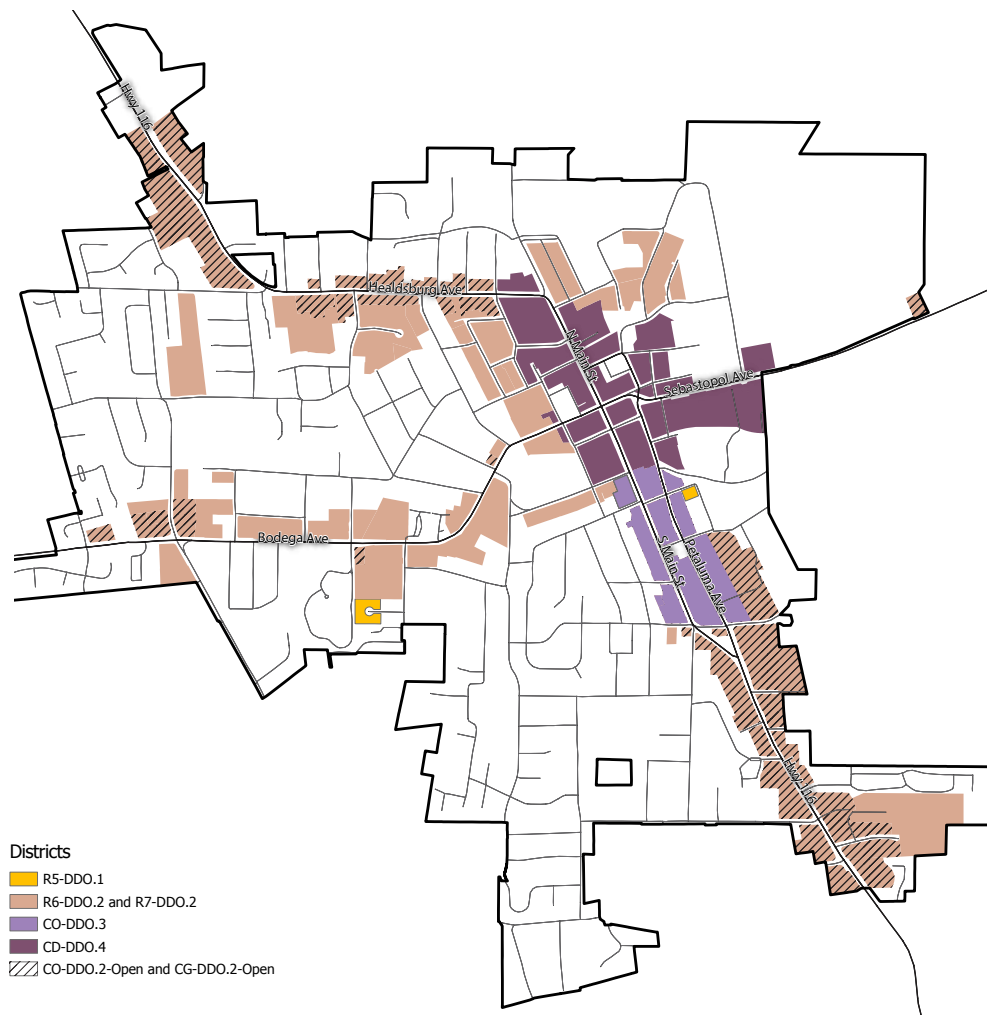 Hwy 116
Healdsburg Ave
N Main St
Sebastopol Ave
Bodega Ave
S Main St
Petaluma Ave
Hwy 116
Districts
R5-DDO.1
R6-DDO.2 and R7-DDO.2
CO-DDO.3
CD-DDO.4
CO-DDO.2-Open and CG-DDO.2-Open